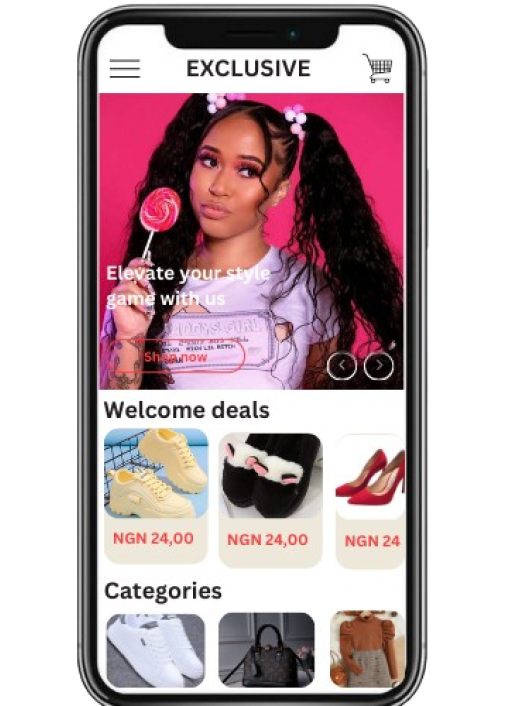 EXCLUSIVE
Elevate your style
game with us
Shop now
Welcome deals
NGN 24,00
NGN 24,00
NGN 24
Categories